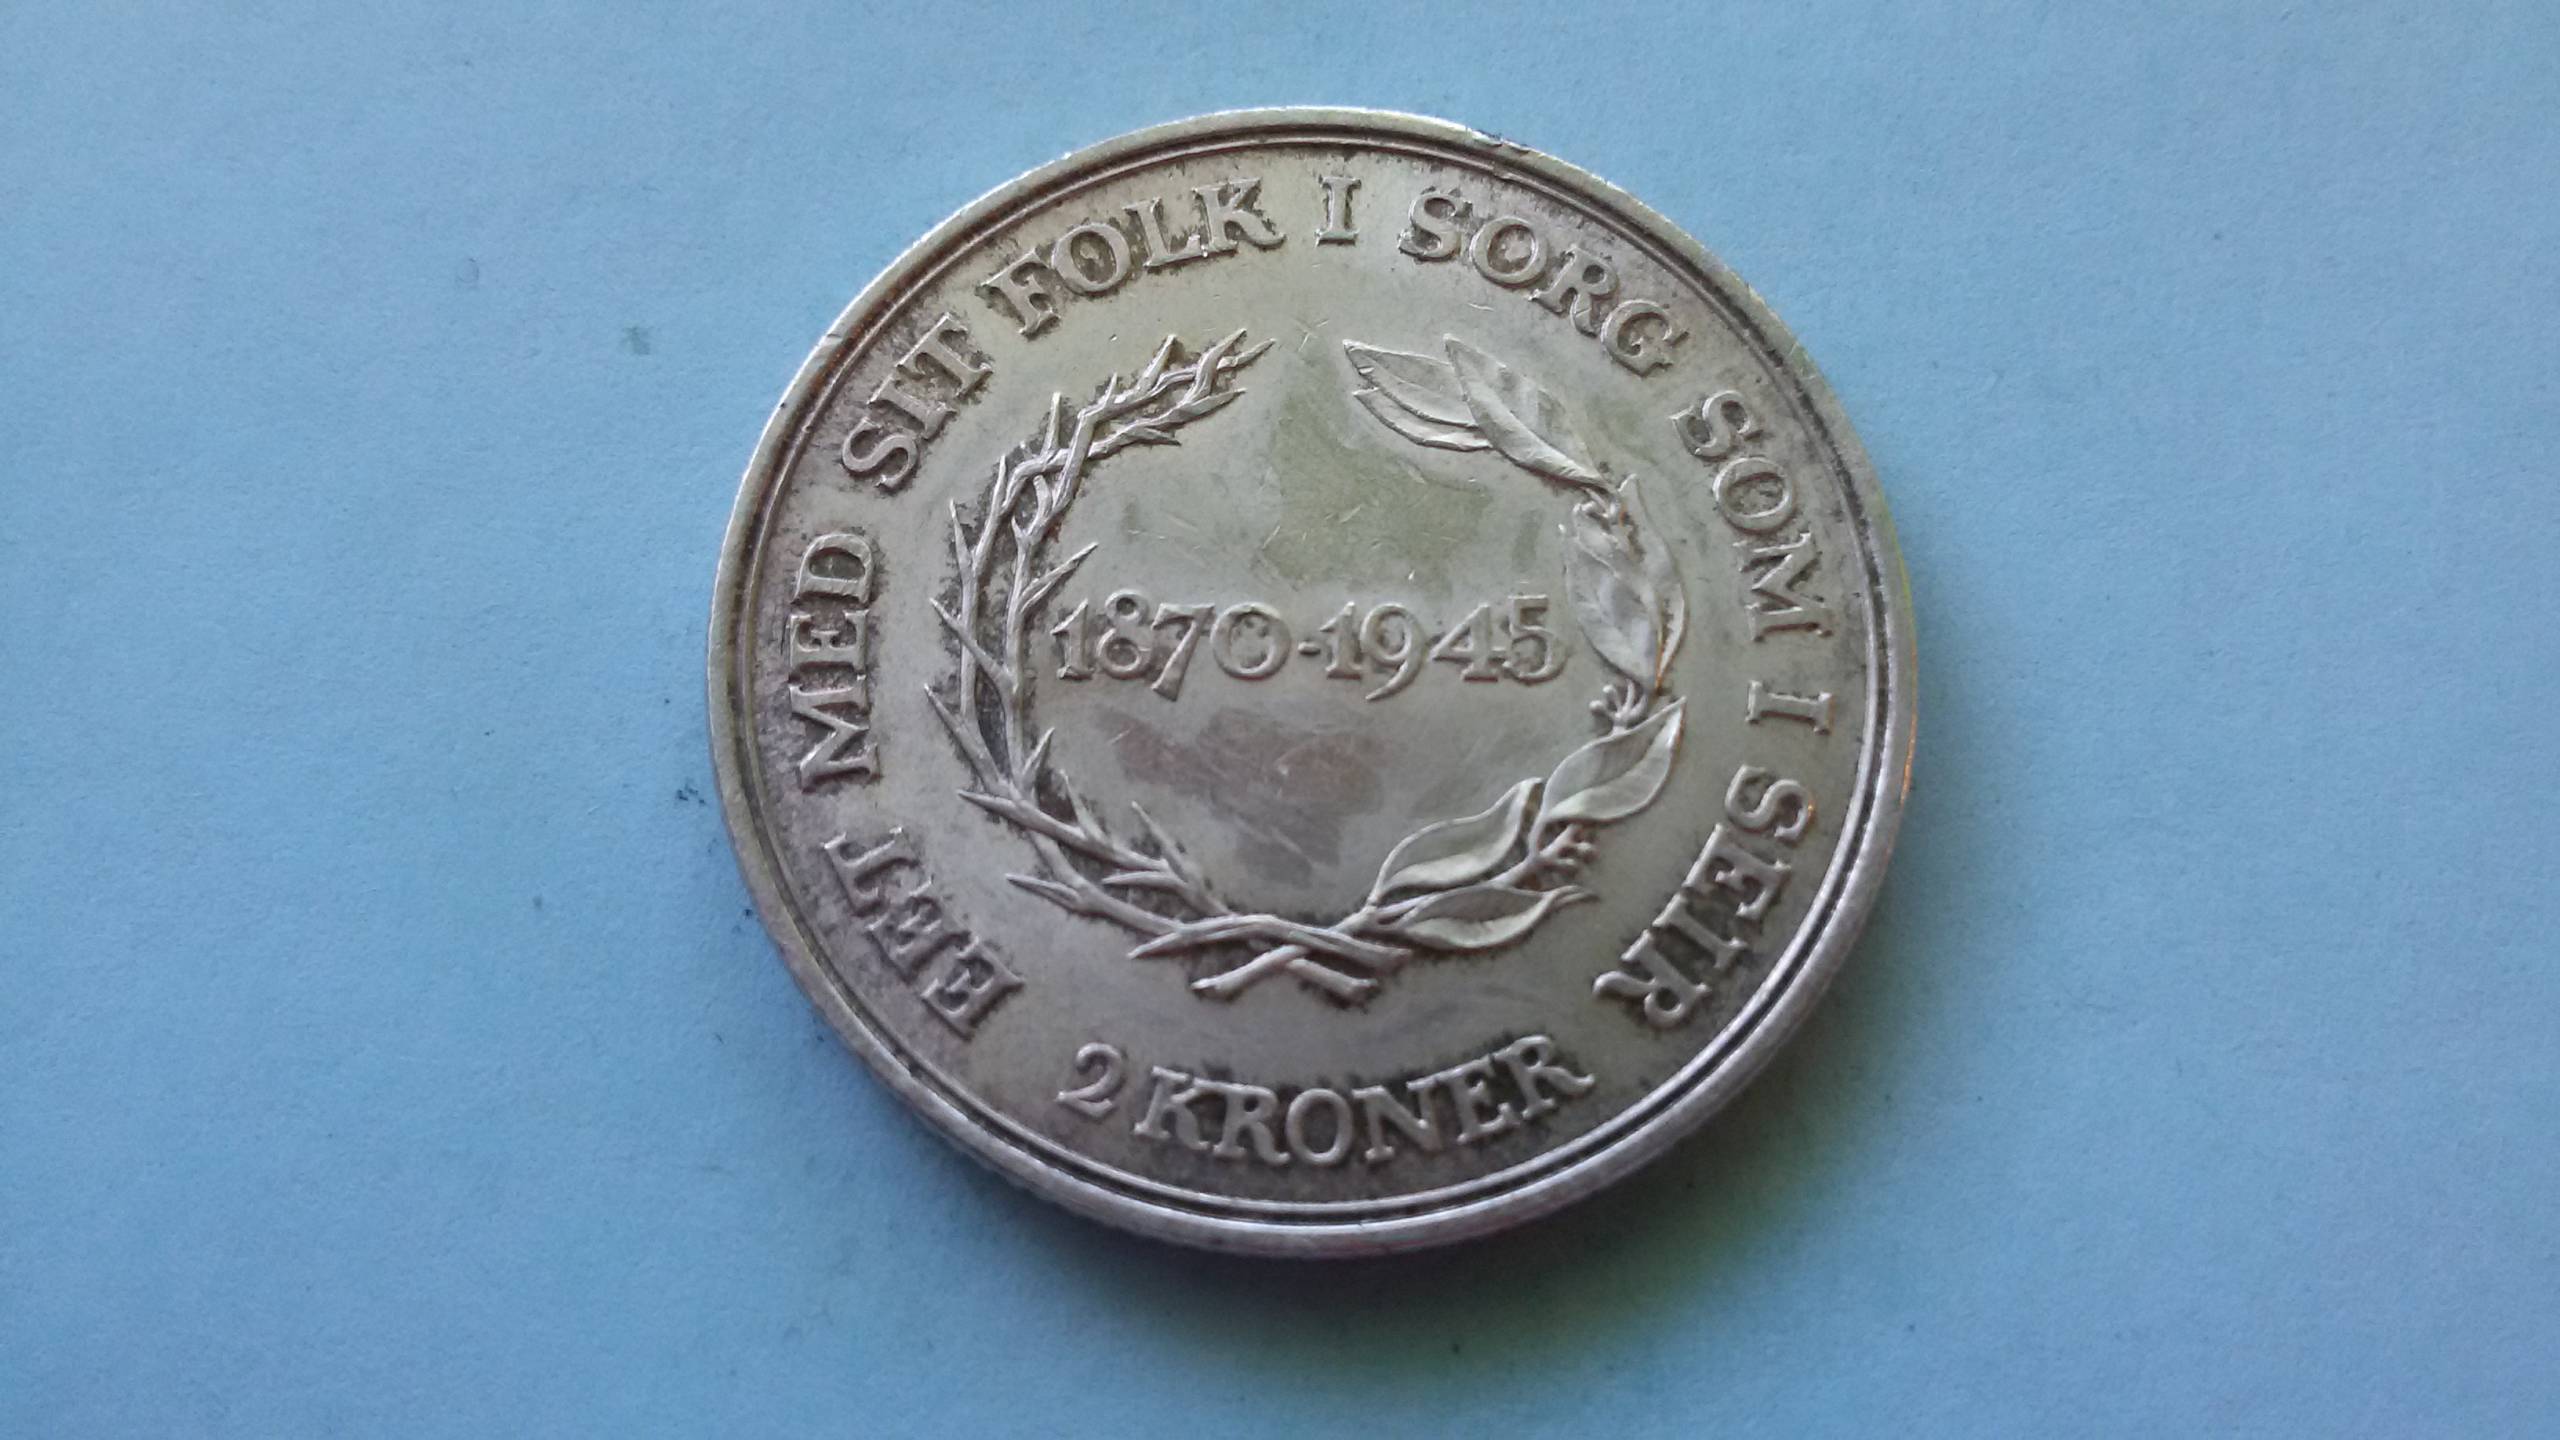 EET MED SIT FOLK I SORG SOM I SEIR
1870-1945
2 KRONER